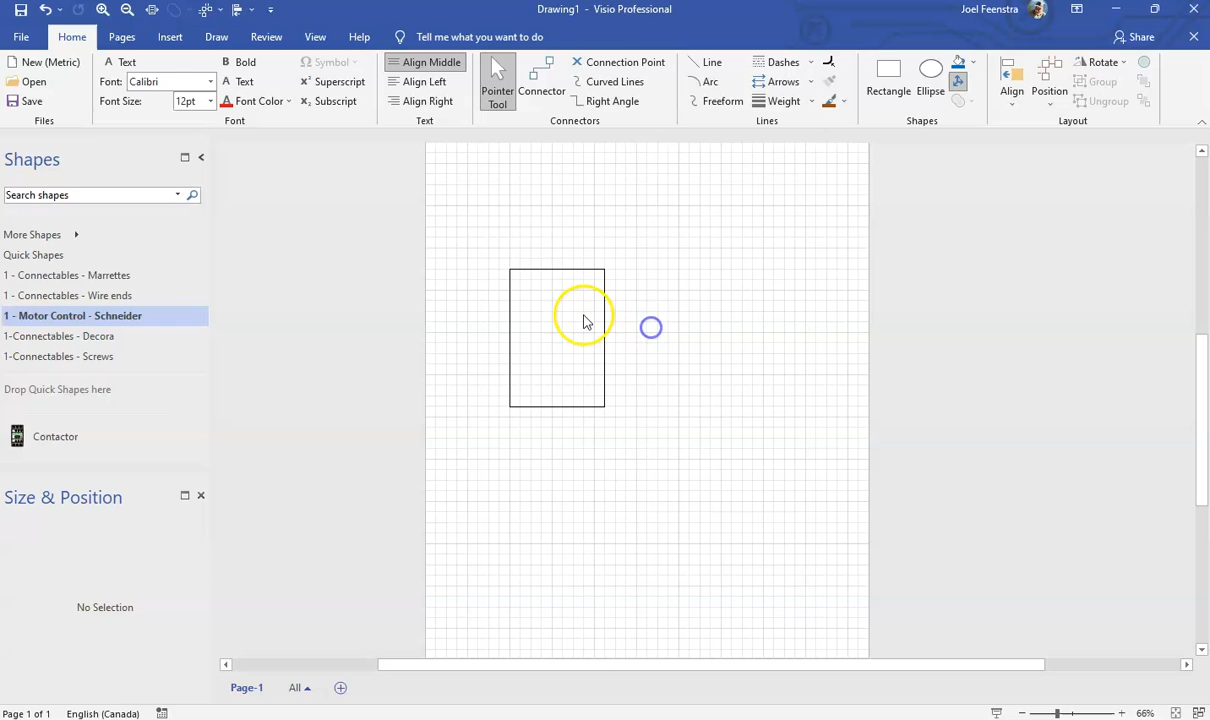 Drawing1 - Visio Professional
Joel Feenstra
File Home Pages Insert Draw Review View Help Tell me what you want to do Share
New (Metric) Text Bold Symbol Align Middle Connection Point Line Dashes Rotate Group
Open Font: Calibri Text Superscript Align Left Pointer Tool Connector Curved Lines Arc Arrows Rectangle Ellipse Align Position
Save Font Size: 12pt Font Color Subscript Align Right Right Angle Freeform Weight Ungroup
Files Font Text Connectors Lines Shapes Layout
Shapes
Search shapes
More Shapes
Quick Shapes
1 - Connectables - Marrettes
1 - Connectables - Wire ends
1 - Motor Control - Schneider
1-Connectables - Decora
1-Connectables - Screws
Drop Quick Shapes here
Contactor
Size & Position
No Selection
Page-1 All
Page 1 of 1 English (Canada) 66%